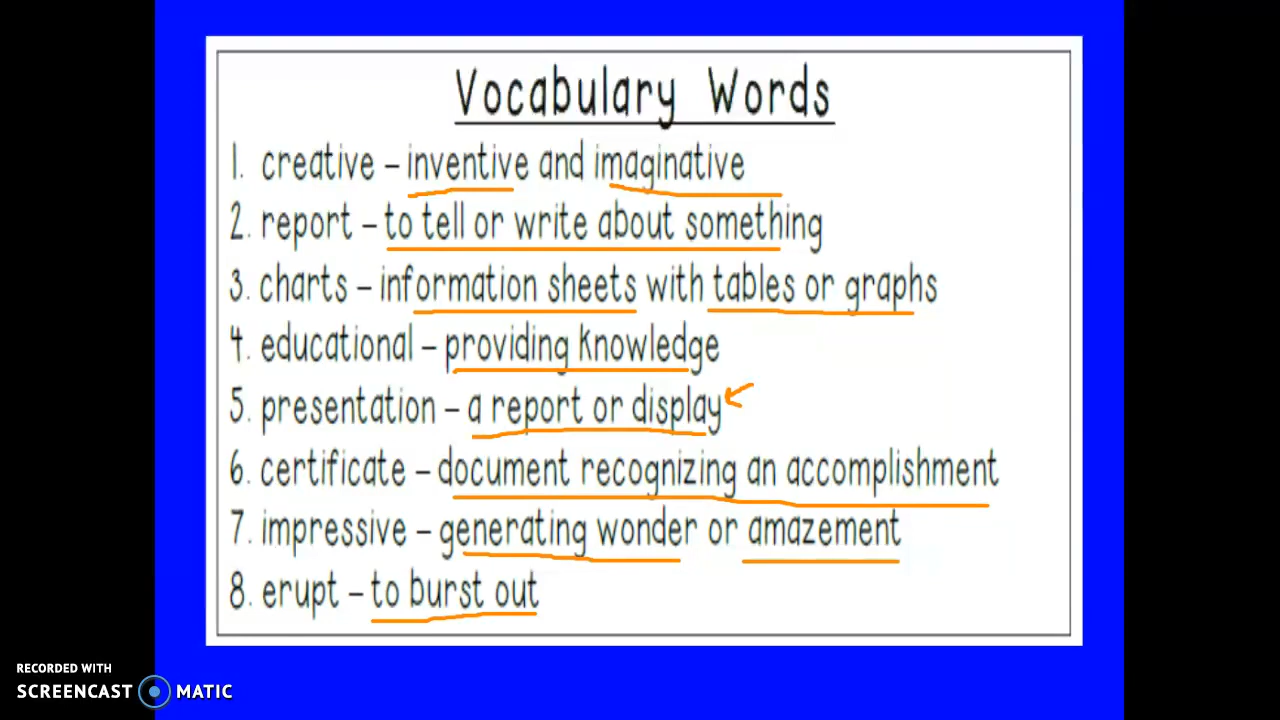 Vocabulary Words
1. creative – inventive and imaginative
2. report – to tell or write about something
3. charts – information sheets with tables or graphs
4. educational – providing knowledge
5. presentation – a report or display
6. certificate – document recognizing an accomplishment
7. impressive – generating wonder or amazement
8. erupt – to burst out
RECORDED WITH
SCREENCAST MATIC